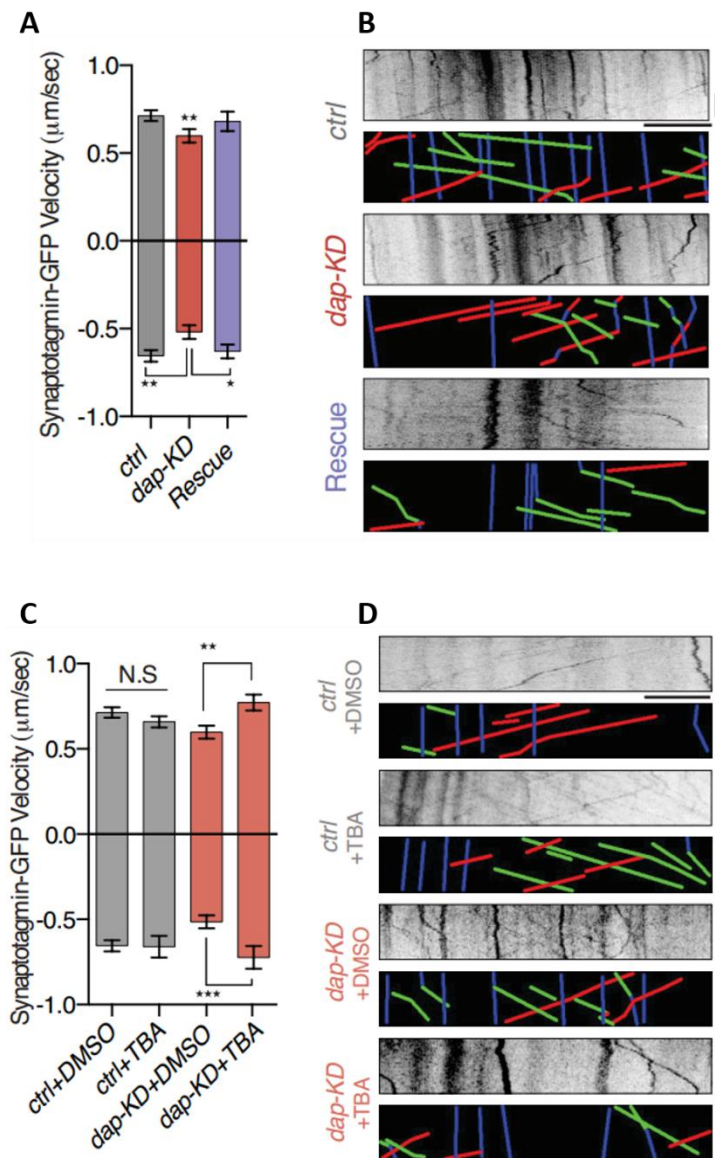 A
Synaptotagmin-GFP Velocity (μm/sec)
1.0
0.5
0.0
-0.5
-1.0
★★
★★
★
ctrl
dap-KD
Rescue
B
ctrl
dap-KD
Rescue
C
Synaptotagmin-GFP Velocity (μm/sec)
1.0
0.5
0.0
-0.5
-1.0
N.S
★★
★★★
ctrl+DMSO
ctrl+TBA
dap-KD+DMSO
dap-KD+TBA
D
ctrl
+DMSO
ctrl
+TBA
dap-KD
+DMSO
dap-KD
+TBA